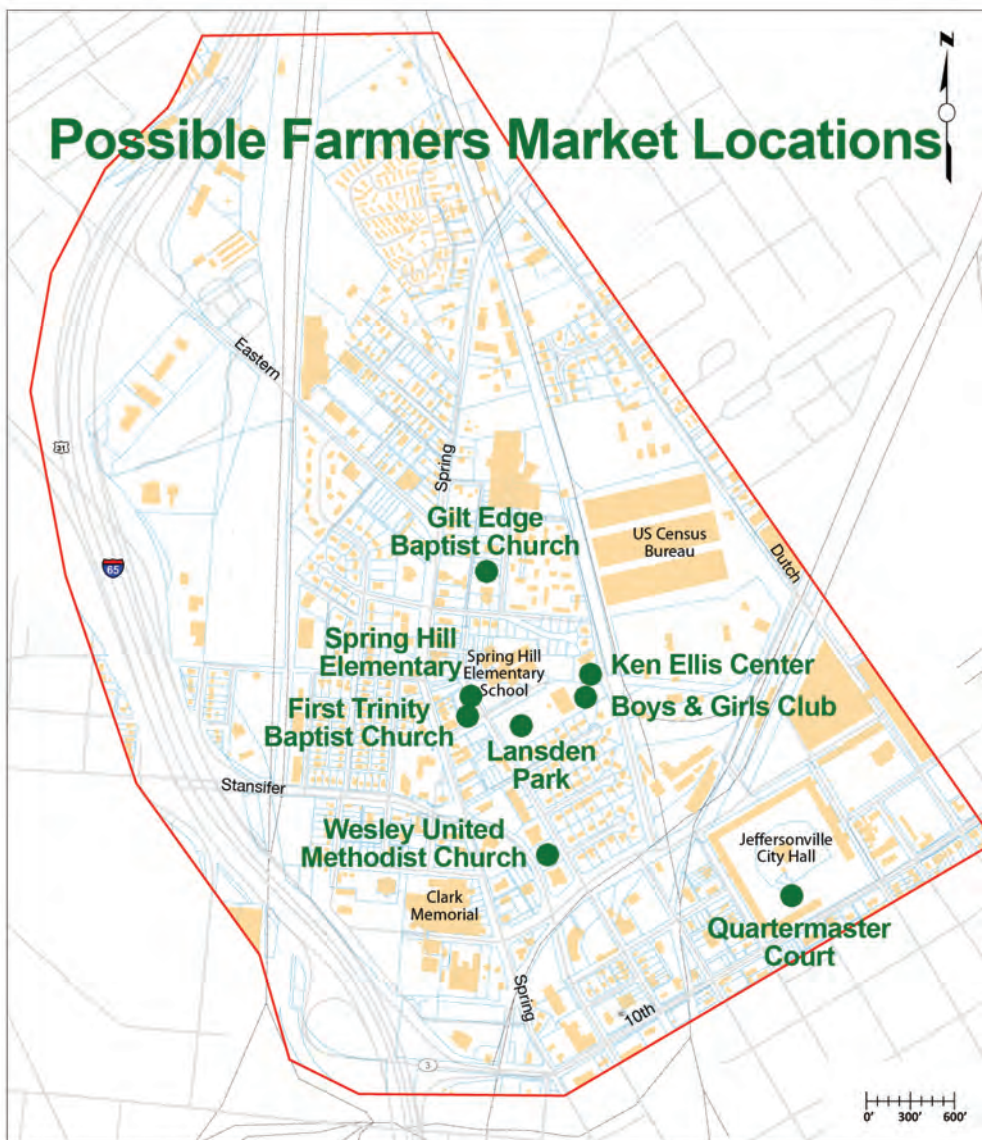 N
Possible Farmers Market Locations
Eastern
31
Spring
Gilt Edge
Baptist Church
US Census
Bureau
Dutch
65
Spring Hill
Elementary
Spring Hill
Elementary
School
Ken Ellis Center
First Trinity
Baptist Church
Boys & Girls Club
Lansden
Park
Stansifer
Wesley United
Methodist Church
Jeffersonville
City Hall
Clark
Memorial
Quartermaster
Court
Spring
10th
3
0' 300' 600'